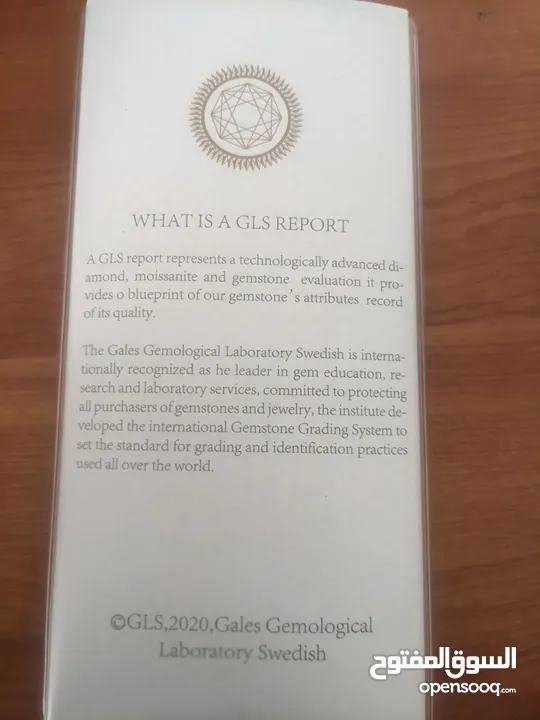 WHAT IS A GLS REPORT
A GLS report represents a technologically advanced di-
amond, moissanite and gemstone evaluation it pro-
vides o blueprint of our gemstone's attributes record
of its quality.
The Gales Gemological Laboratory Swedish is interna-
tionally recognized as he leader in gem education, re-
search and laboratory services, committed to protecting
all purchasers of gemstones and jewelry, the institute de-
veloped the international Gemstone Grading System to
set the standard for grading and identification practices
used all over the world.
©GLS,2020,Gales Gemological
Laboratory Swedish
السوق المفتوح
opensooq.com